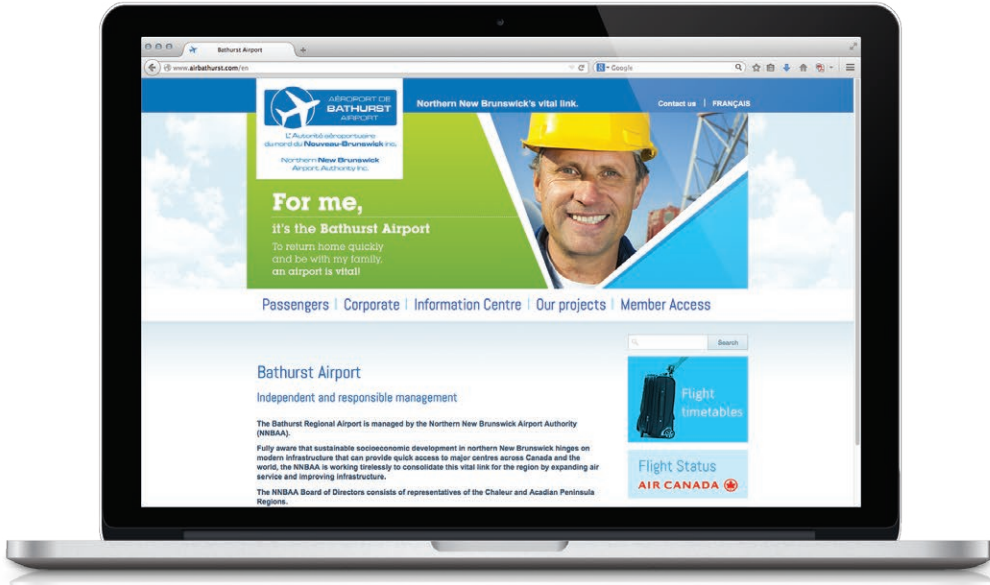 Bathurst Airport
www.airbathurst.com/en
Google
AÉROPORT DE
BATHURST
AIRPORT
L'Autorité aéroportuaire
du nord du Nouveau-Brunswick inc.
Northern New Brunswick
Airport Authority Inc.
Northern New Brunswick's vital link.
Contact us | FRANÇAIS
For me,
it's the Bathurst Airport
To return home quickly
and be with my family,
an airport is vital!
Passengers | Corporate | Information Centre | Our projects | Member Access
Search
Bathurst Airport
Independent and responsible management
The Bathurst Regional Airport is managed by the Northern New Brunswick Airport Authority
(NNBAA).
Fully aware that sustainable socioeconomic development in northern New Brunswick hinges on
modern infrastructure that can provide quick access to major centres across Canada and the
world, the NNBAA is working tirelessly to consolidate this vital link for the region by expanding air
service and improving infrastructure.
The NNBAA Board of Directors consists of representatives of the Chaleur and Acadian Peninsula
Regions.
Flight
timetables
Flight Status
AIR CANADA